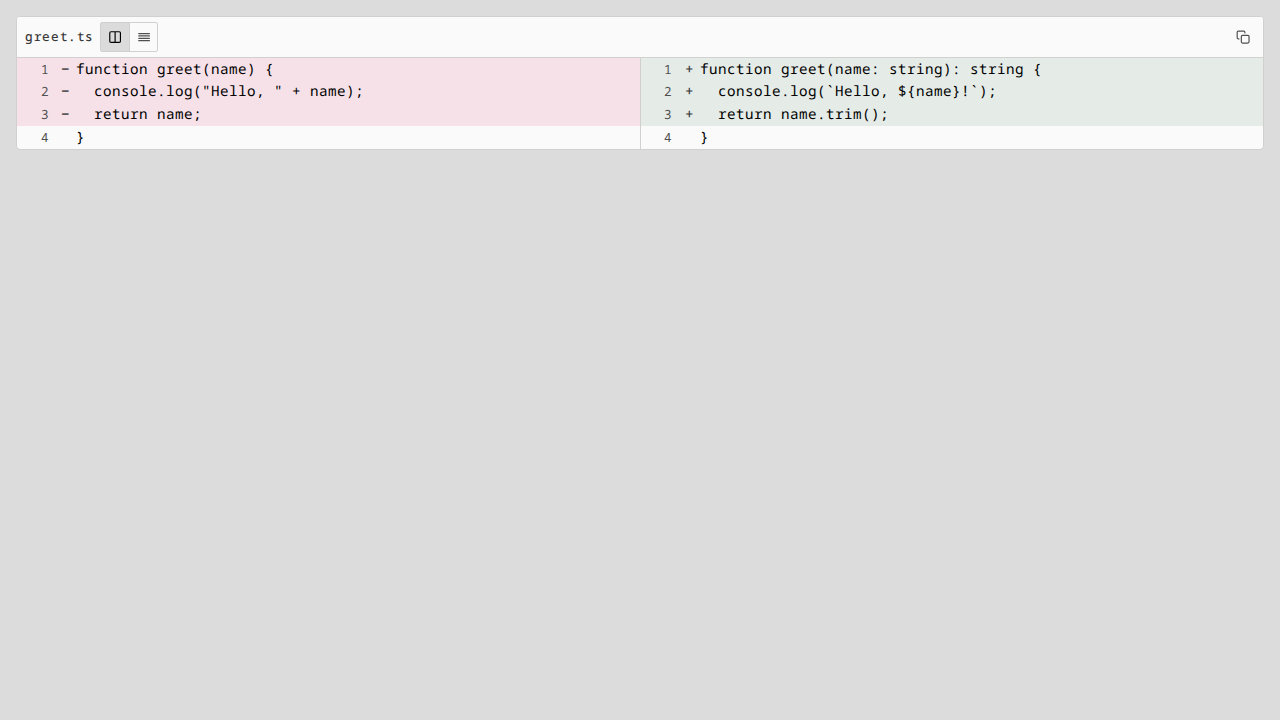 greet.ts
1 − function greet(name) {
2 −   console.log("Hello, " + name);
3 −   return name;
4   }
1 + function greet(name: string): string {
2 +   console.log(`Hello, ${name}!`);
3 +   return name.trim();
4   }